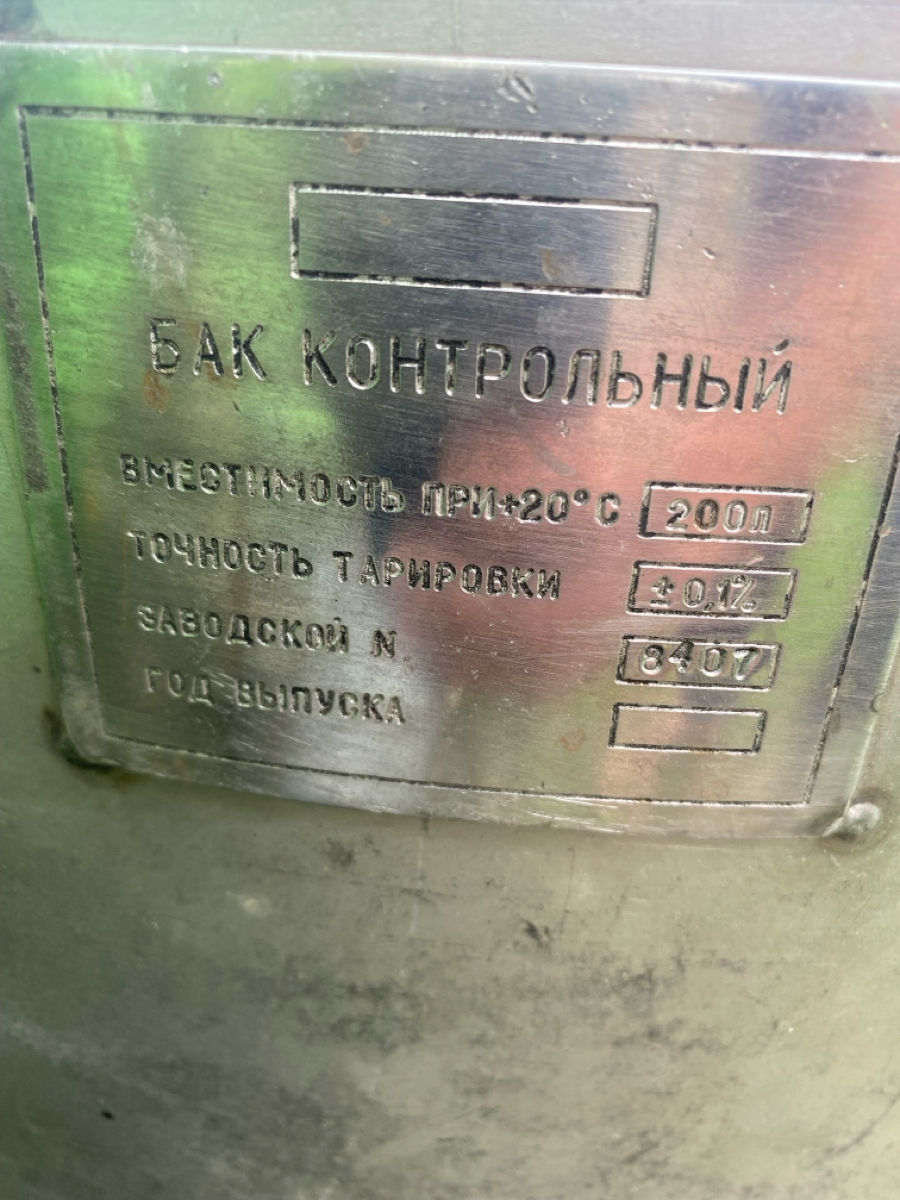 БАК КОНТРОЛЬНЫЙ
ВМЕСТИМОСТЬ ПРИ+20°С 200л
ТОЧНОСТЬ ТАРИРОВКИ ±0,1%
ЗАВОДСКОЙ N 8407
ГОД ВЫПУСКА